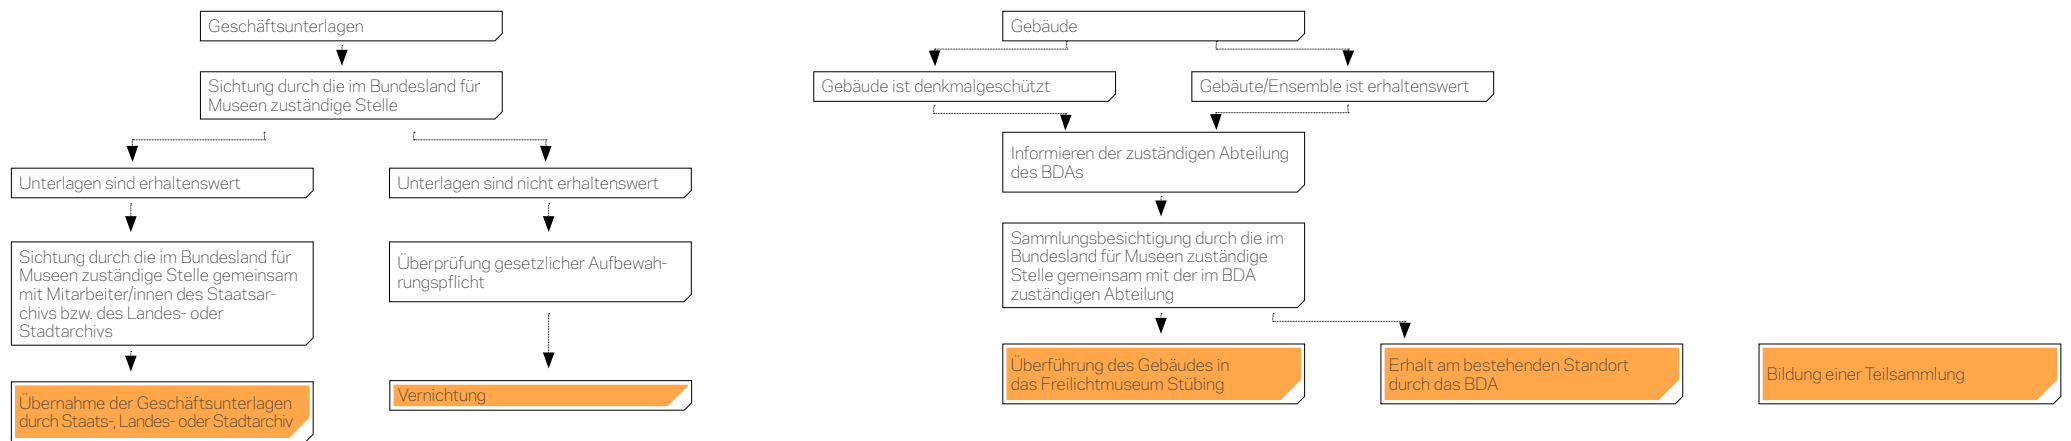 Geschäftsunterlagen
Sichtung durch die im Bundesland für
Museen zuständige Stelle
Unterlagen sind erhaltenswert
Unterlagen sind nicht erhaltenswert
Sichtung durch die im Bundesland für
Museen zuständige Stelle gemeinsam
mit Mitarbeiter/innen des Staatsar-
chivs bzw. des Landes- oder
Stadtarchivs
Überprüfung gesetzlicher Aufbewah-
rungspflicht
Übernahme der Geschäftsunterlagen
durch Staats-, Landes- oder Stadtarchiv
Vernichtung
Gebäude
Gebäude ist denkmalgeschützt
Gebäute/Ensemble ist erhaltenswert
Informieren der zuständigen Abteilung
des BDAs
Sammlungsbesichtigung durch die im
Bundesland für Museen zuständige
Stelle gemeinsam mit der im BDA
zuständigen Abteilung
Überführung des Gebäudes in
das Freilichtmuseum Stübing
Erhalt am bestehenden Standort
durch das BDA
Bildung einer Teilsammlung